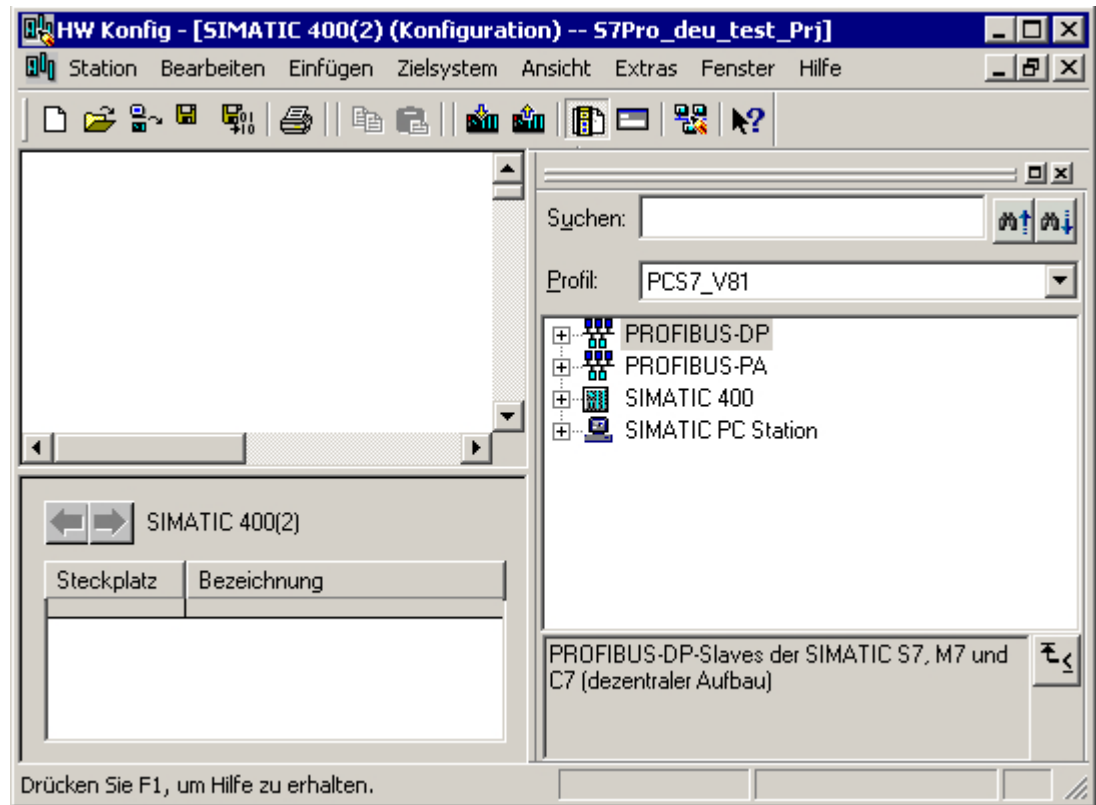 HW Konfig - [SIMATIC 400(2) (Konfiguration) -- S7Pro_deu_test_Prj]
Station Bearbeiten Einfügen Zielsystem Ansicht Extras Fenster Hilfe
Suchen:
Profil: PCS7_V81
PROFIBUS-DP
PROFIBUS-PA
SIMATIC 400
SIMATIC PC Station
SIMATIC 400(2)
Steckplatz Bezeichnung
PROFIBUS-DP-Slaves der SIMATIC S7, M7 und
C7 (dezentraler Aufbau)
Drücken Sie F1, um Hilfe zu erhalten.